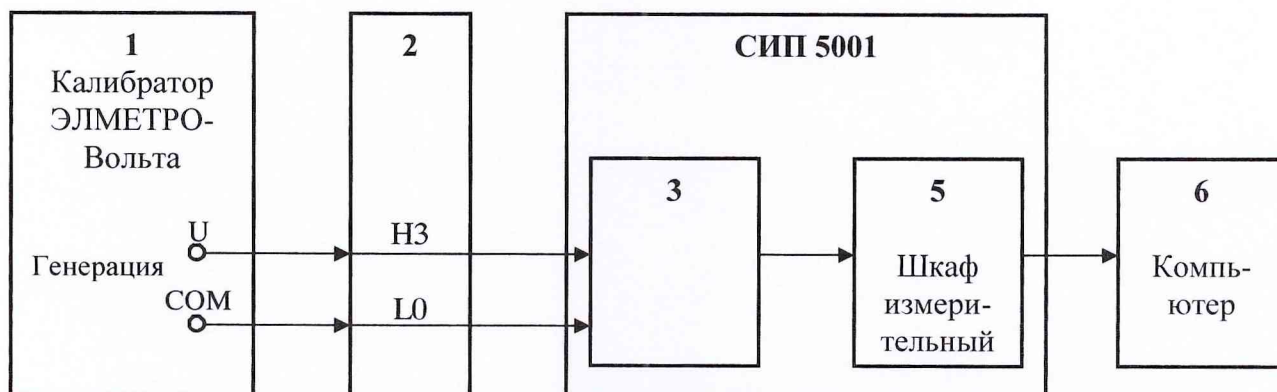 1
Калибратор
ЭЛМЕТРО-
Вольта
U
Генерация
COM
2
H3
L0
СИП 5001
3
5
Шкаф
измери-
тельный
6
Компь-
ютер